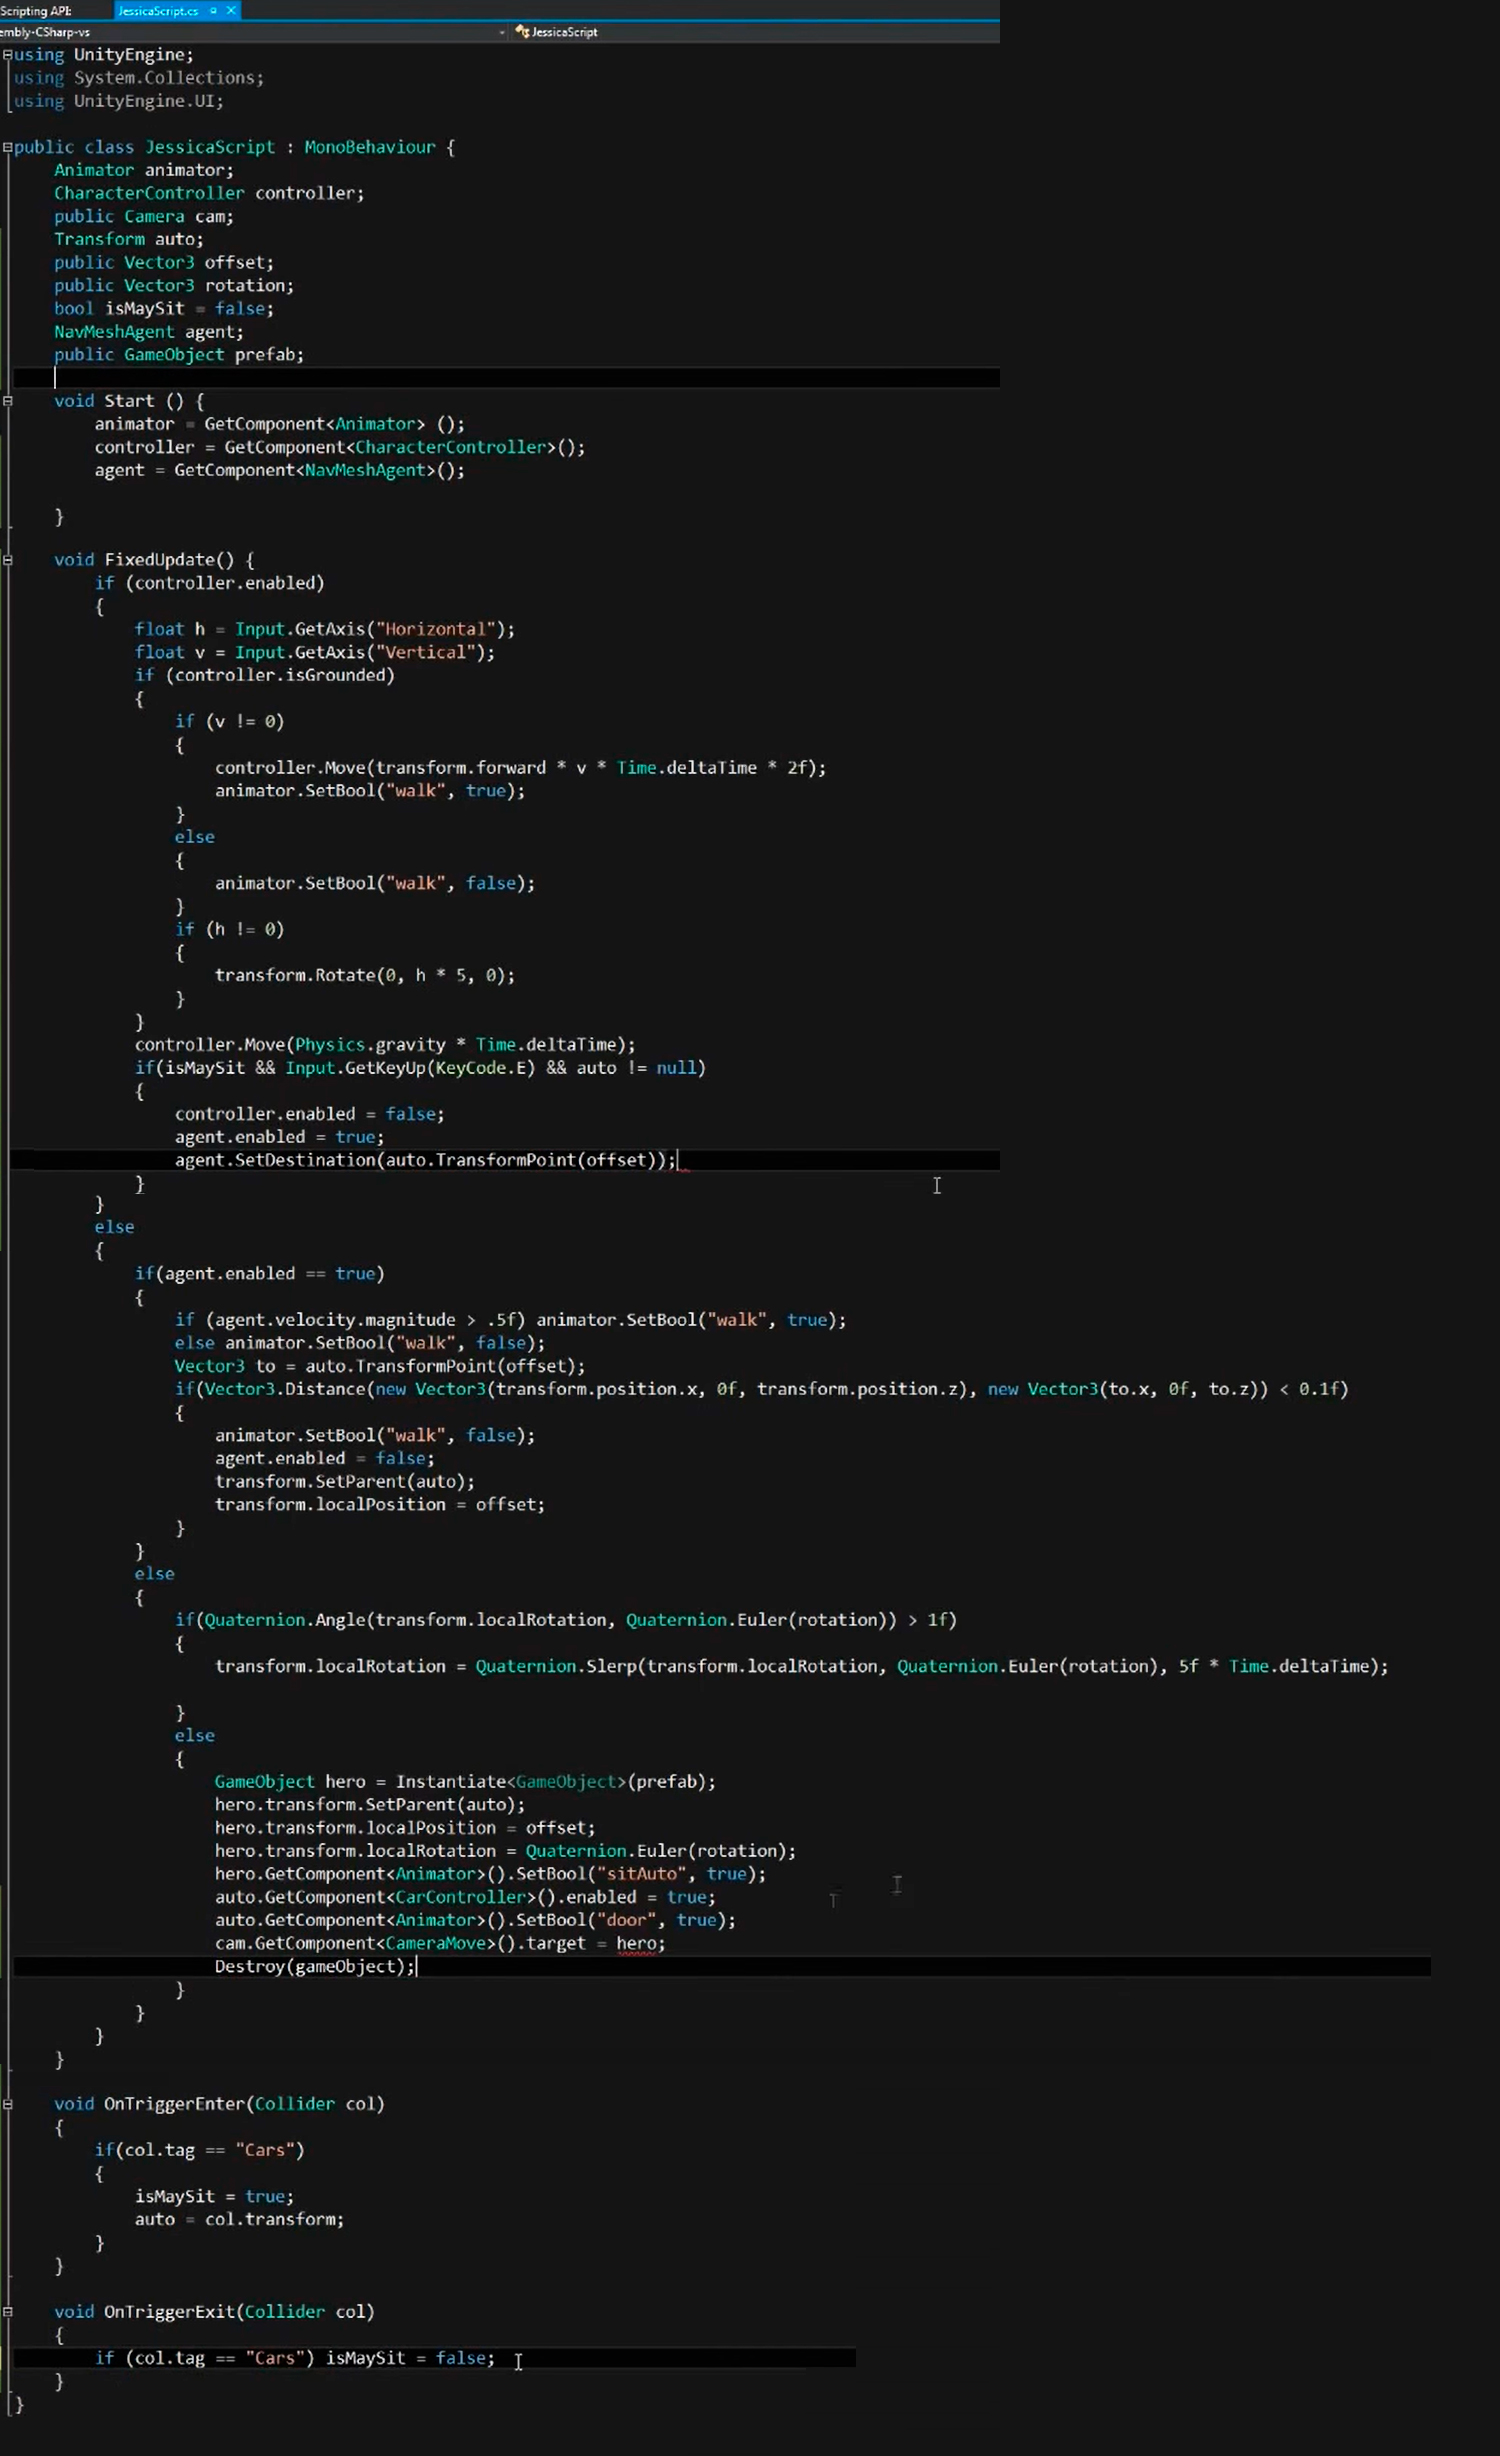 Scripting API:
JessicaScript.cs
embly-CSharp-vs
JessicaScript
using UnityEngine;
using System.Collections;
using UnityEngine.UI;
public class JessicaScript : MonoBehaviour {
Animator animator;
CharacterController controller;
public Camera cam;
Transform auto;
public Vector3 offset;
public Vector3 rotation;
bool isMaySit = false;
NavMeshAgent agent;
public GameObject prefab;
void Start () {
animator = GetComponent<Animator> ();
controller = GetComponent<CharacterController>();
agent = GetComponent<NavMeshAgent>();
}
void FixedUpdate() {
if (controller.enabled)
{
float h = Input.GetAxis("Horizontal");
float v = Input.GetAxis("Vertical");
if (controller.isGrounded)
{
if (v != 0)
{
controller.Move(transform.forward * v * Time.deltaTime * 2f);
animator.SetBool("walk", true);
}
else
{
animator.SetBool("walk", false);
}
if (h != 0)
{
transform.Rotate(0, h * 5, 0);
}
}
controller.Move(Physics.gravity * Time.deltaTime);
if(isMaySit && Input.GetKeyUp(KeyCode.E) && auto != null)
{
controller.enabled = false;
agent.enabled = true;
agent.SetDestination(auto.TransformPoint(offset));
}
}
else
{
if(agent.enabled == true)
{
if (agent.velocity.magnitude > .5f) animator.SetBool("walk", true);
else animator.SetBool("walk", false);
Vector3 to = auto.TransformPoint(offset);
if(Vector3.Distance(new Vector3(transform.position.x, 0f, transform.position.z), new Vector3(to.x, 0f, to.z)) < 0.1f)
{
animator.SetBool("walk", false);
agent.enabled = false;
transform.SetParent(auto);
transform.localPosition = offset;
}
}
else
{
if(Quaternion.Angle(transform.localRotation, Quaternion.Euler(rotation)) > 1f)
{
transform.localRotation = Quaternion.Slerp(transform.localRotation, Quaternion.Euler(rotation), 5f * Time.deltaTime);
}
else
{
GameObject hero = Instantiate<GameObject>(prefab);
hero.transform.SetParent(auto);
hero.transform.localPosition = offset;
hero.transform.localRotation = Quaternion.Euler(rotation);
hero.GetComponent<Animator>().SetBool("sitAuto", true);
auto.GetComponent<CarController>().enabled = true;
auto.GetComponent<Animator>().SetBool("door", true);
cam.GetComponent<CameraMove>().target = hero;
Destroy(gameObject);
}
}
}
}
void OnTriggerEnter(Collider col)
{
if(col.tag == "Cars")
{
isMaySit = true;
auto = col.transform;
}
}
void OnTriggerExit(Collider col)
{
if (col.tag == "Cars") isMaySit = false;
}
}